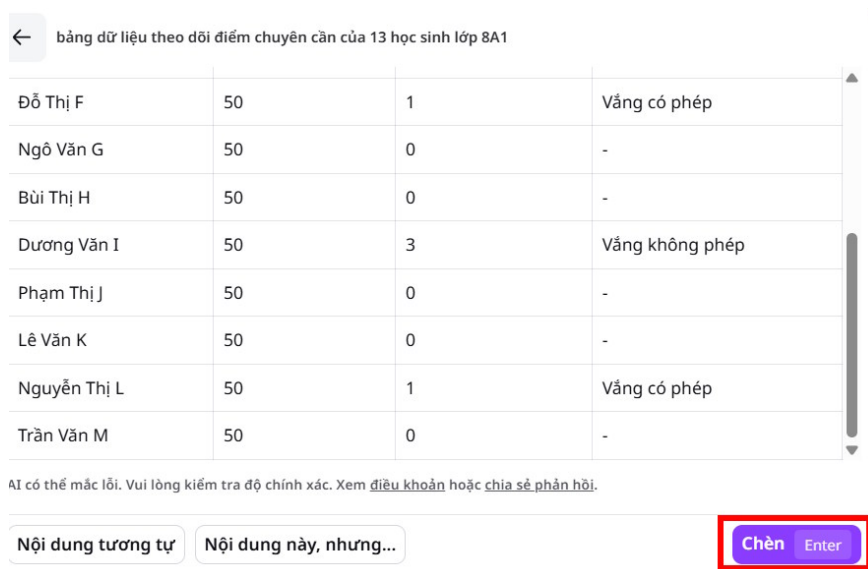 ← bảng dữ liệu theo dõi điểm chuyên cần của 13 học sinh lớp 8A1
Đỗ Thị F 50 1 Vắng có phép
Ngô Văn G 50 0 -
Bùi Thị H 50 0 -
Dương Văn I 50 3 Vắng không phép
Phạm Thị J 50 0 -
Lê Văn K 50 0 -
Nguyễn Thị L 50 1 Vắng có phép
Trần Văn M 50 0 -
AI có thể mắc lỗi. Vui lòng kiểm tra độ chính xác. Xem điều khoản hoặc chia sẻ phản hồi.
Nội dung tương tự Nội dung này, nhưng... Chèn Enter